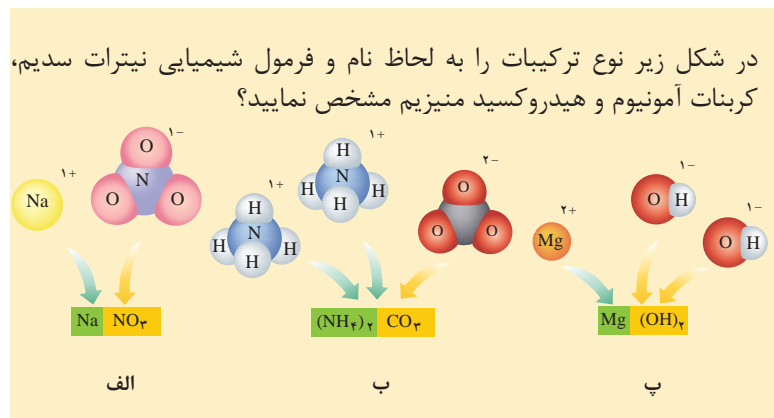 در شکل زیر نوع ترکیبات را به لحاظ نام و فرمول شیمیایی نیترات سدیم،
کربنات آمونیوم و هیدروکسید منیزیم مشخص نمایید؟
Na ۱+
O N O O ۱−
H N H H H ۱+
H N H H H ۱+
O O O ۲−
Mg ۲+
O H ۱−
O H ۱−
Na NO۳
(NH۴)۲ CO۳
Mg (OH)۲
الف
ب
پ